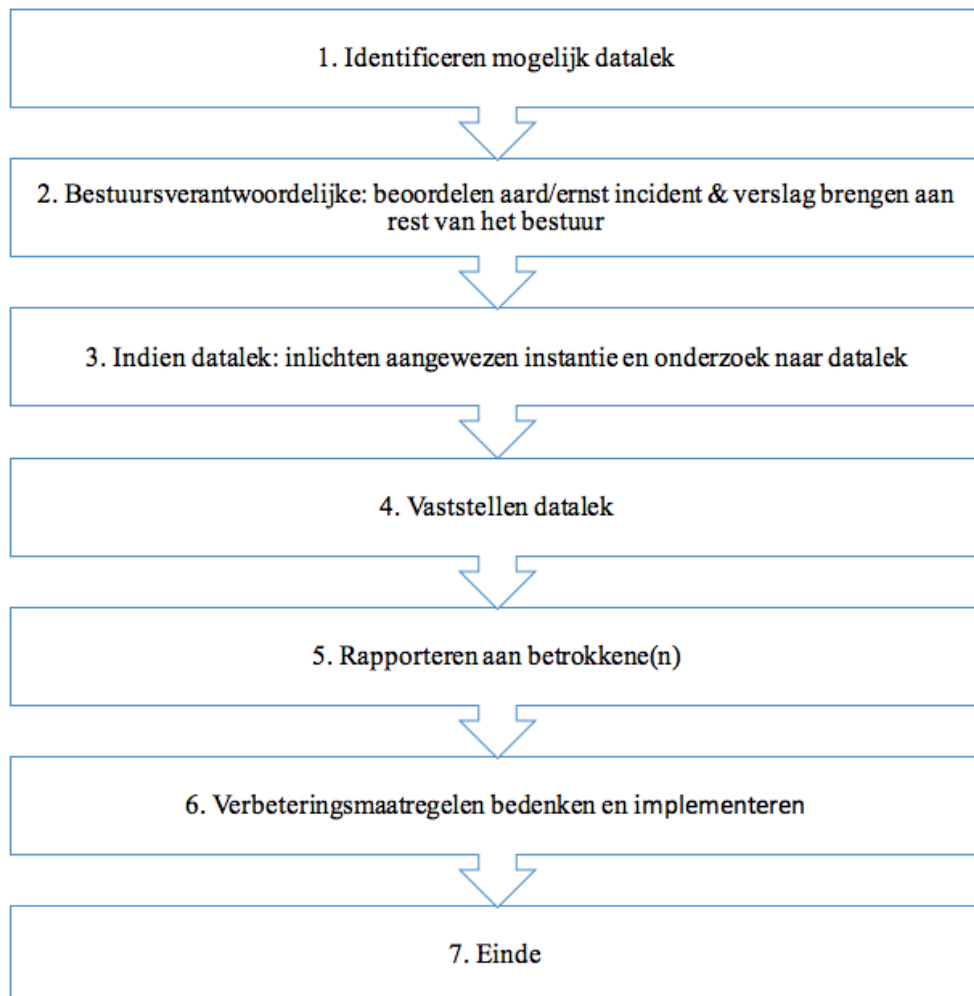 1. Identificeren mogelijk datalek
2. Bestuursverantwoordelijke: beoordelen aard/ernst incident & verslag brengen aan
rest van het bestuur
3. Indien datalek: inlichten aangewezen instantie en onderzoek naar datalek
4. Vaststellen datalek
5. Rapporteren aan betrokkene(n)
6. Verbeteringsmaatregelen bedenken en implementeren
7. Einde